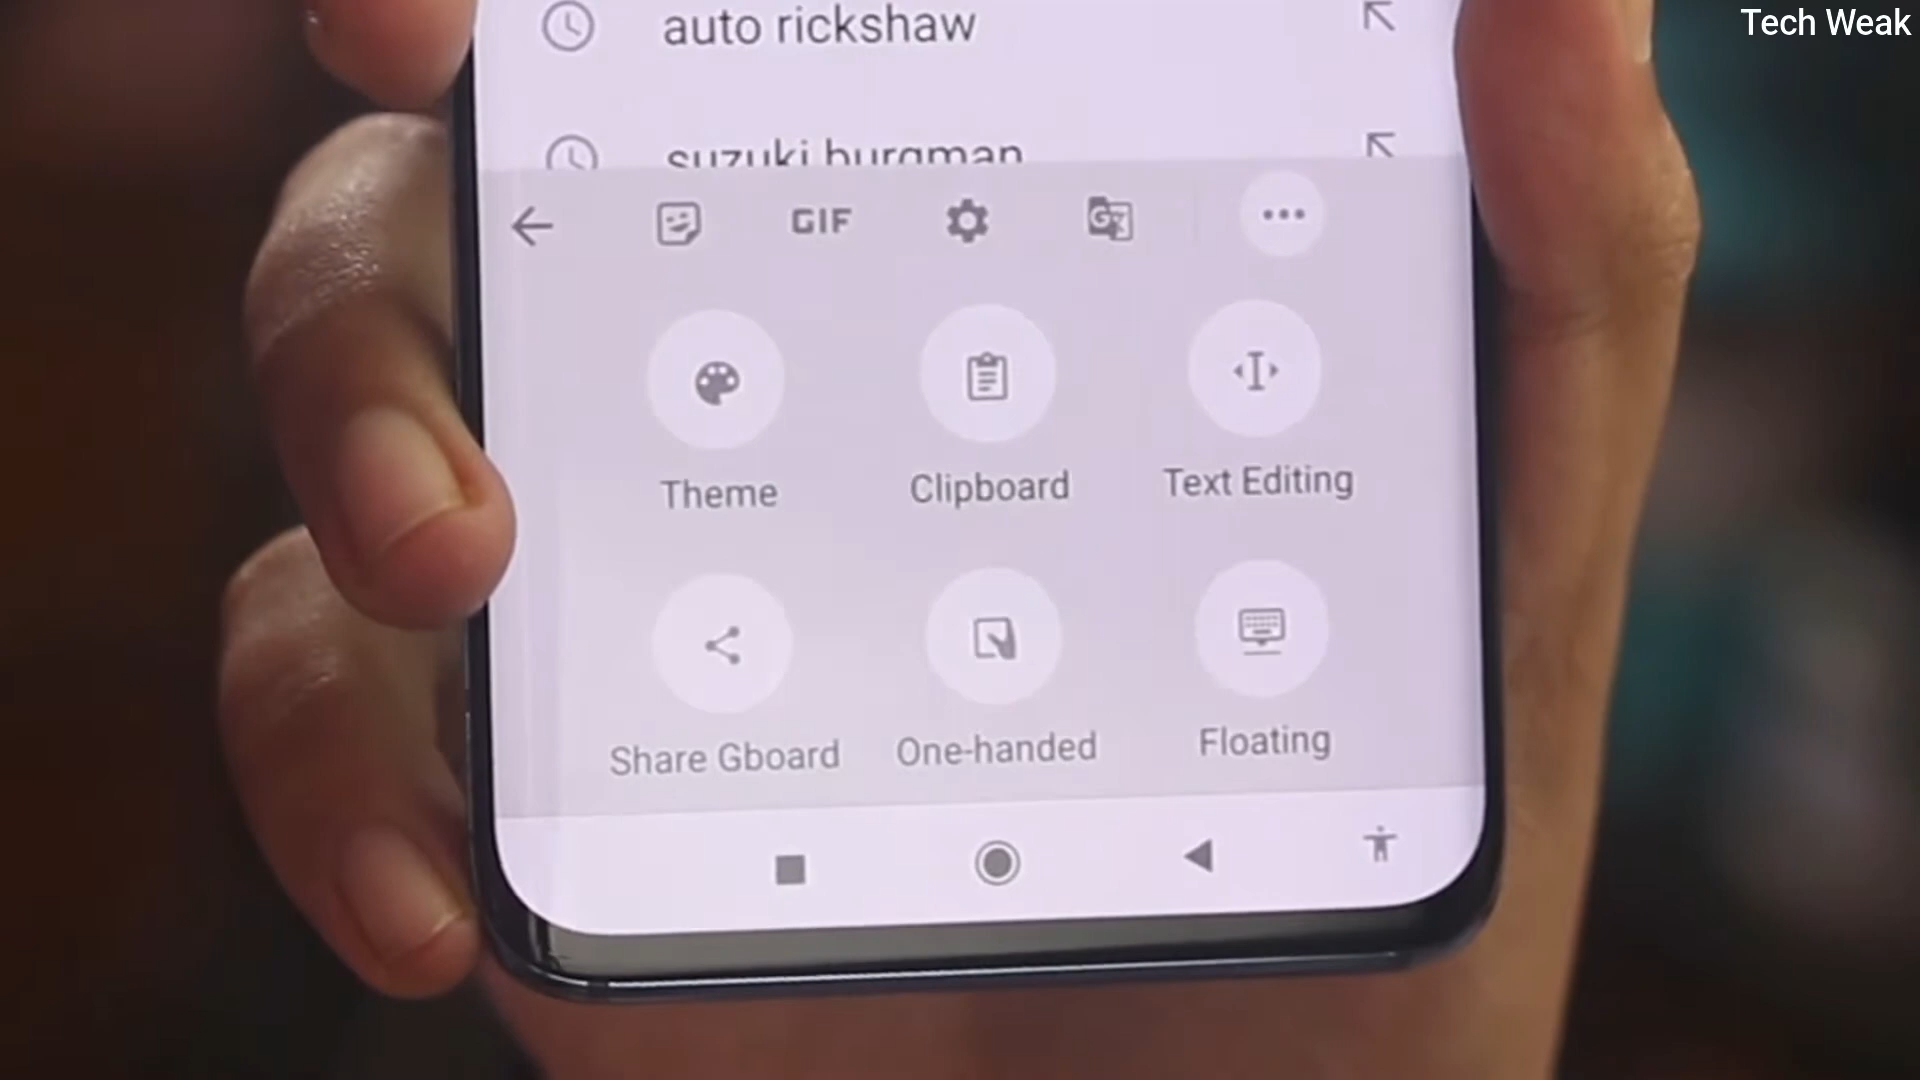 Tech Weak
auto rickshaw
suzuki burgman
GIF
G
Theme Clipboard Text Editing
Share Gboard One-handed Floating